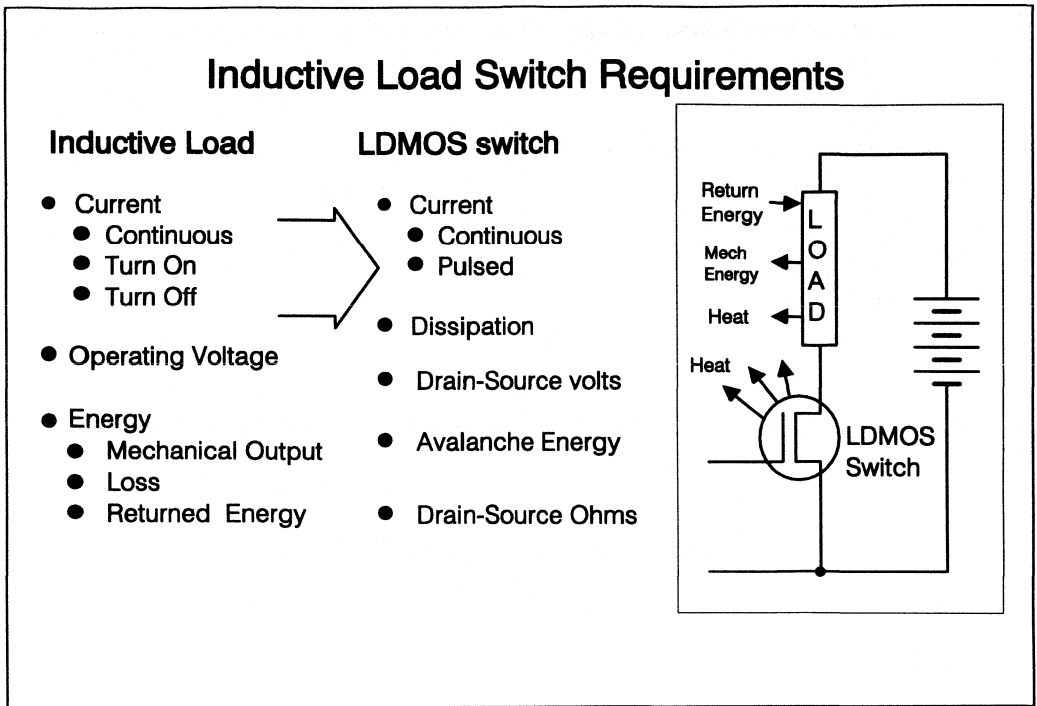 Inductive Load Switch Requirements
Inductive Load
● Current
● Continuous
● Turn On
● Turn Off
● Operating Voltage
● Energy
● Mechanical Output
● Loss
● Returned Energy
LDMOS switch
● Current
● Continuous
● Pulsed
● Dissipation
● Drain-Source volts
● Avalanche Energy
● Drain-Source Ohms
Return
Energy
Mech
Energy
Heat
LOAD
Heat
LDMOS
Switch